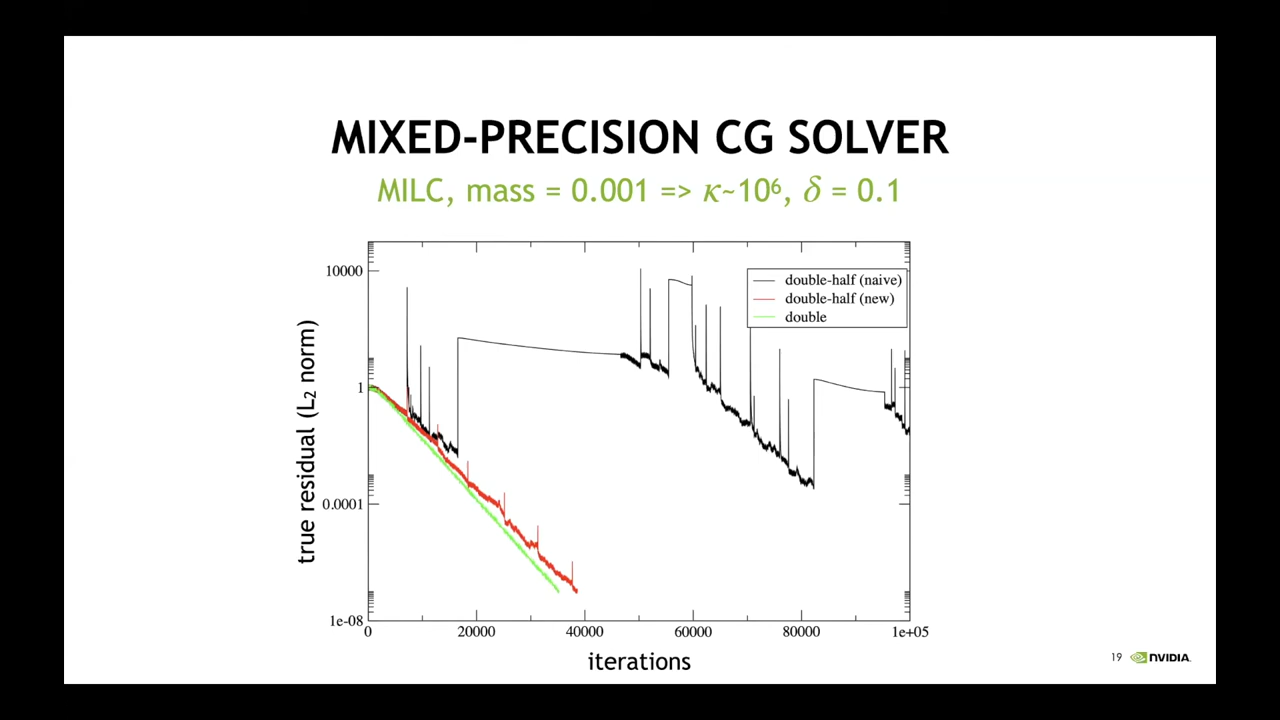 MIXED-PRECISION CG SOLVER
MILC, mass = 0.001 => κ~10⁶, δ = 0.1
double-half (naive)
double-half (new)
double
10000
1
0.0001
1e-08
true residual (L₂ norm)
0 20000 40000 60000 80000 1e+05
iterations
19 NVIDIA.